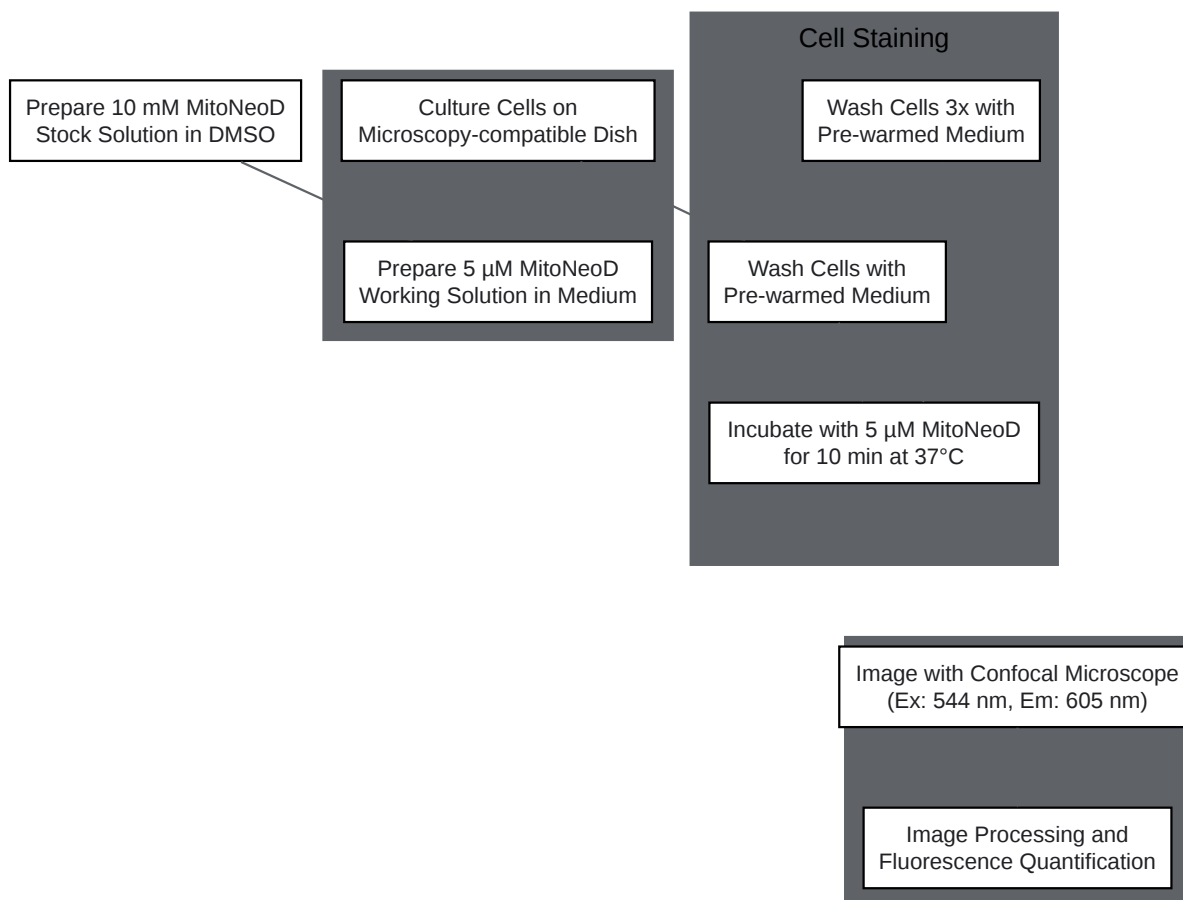 Cell Staining
Prepare 10 mM MitoNeoD
Stock Solution in DMSO
Culture Cells on
Microscopy-compatible Dish
Wash Cells 3x with
Pre-warmed Medium
Prepare 5 µM MitoNeoD
Working Solution in Medium
Wash Cells with
Pre-warmed Medium
Incubate with 5 µM MitoNeoD
for 10 min at 37°C
Image with Confocal Microscope
(Ex: 544 nm, Em: 605 nm)
Image Processing and
Fluorescence Quantification